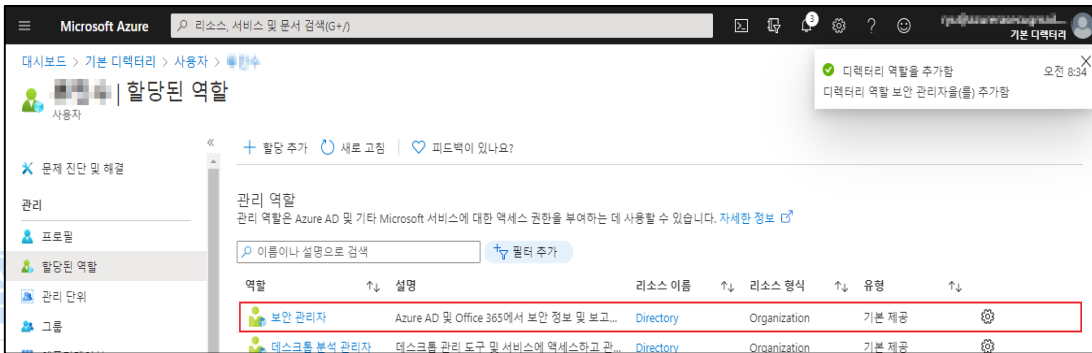 Microsoft Azure
리소스, 서비스 및 문서 검색(G+/)
3
기본 디렉터리
대시보드 > 기본 디렉터리 > 사용자 >
| 할당된 역할
사용자
디렉터리 역할을 추가함 오전 8:34
디렉터리 역할 보안 관리자을(를) 추가함
문제 진단 및 해결
관리
프로필
할당된 역할
관리 단위
그룹
+ 할당 추가 새로 고침 피드백이 있나요?
관리 역할
관리 역할은 Azure AD 및 기타 Microsoft 서비스에 대한 액세스 권한을 부여하는 데 사용할 수 있습니다. 자세한 정보
이름이나 설명으로 검색 필터 추가
역할 ↑↓ 설명 리소스 이름 ↑↓ 리소스 형식 ↑↓ 유형 ↑↓
보안 관리자 Azure AD 및 Office 365에서 보안 정보 및 보고... Directory Organization 기본 제공
데스크톱 분석 관리자 데스크톱 관리 도구 및 서비스에 액세스하고 관... Directory Organization 기본 제공